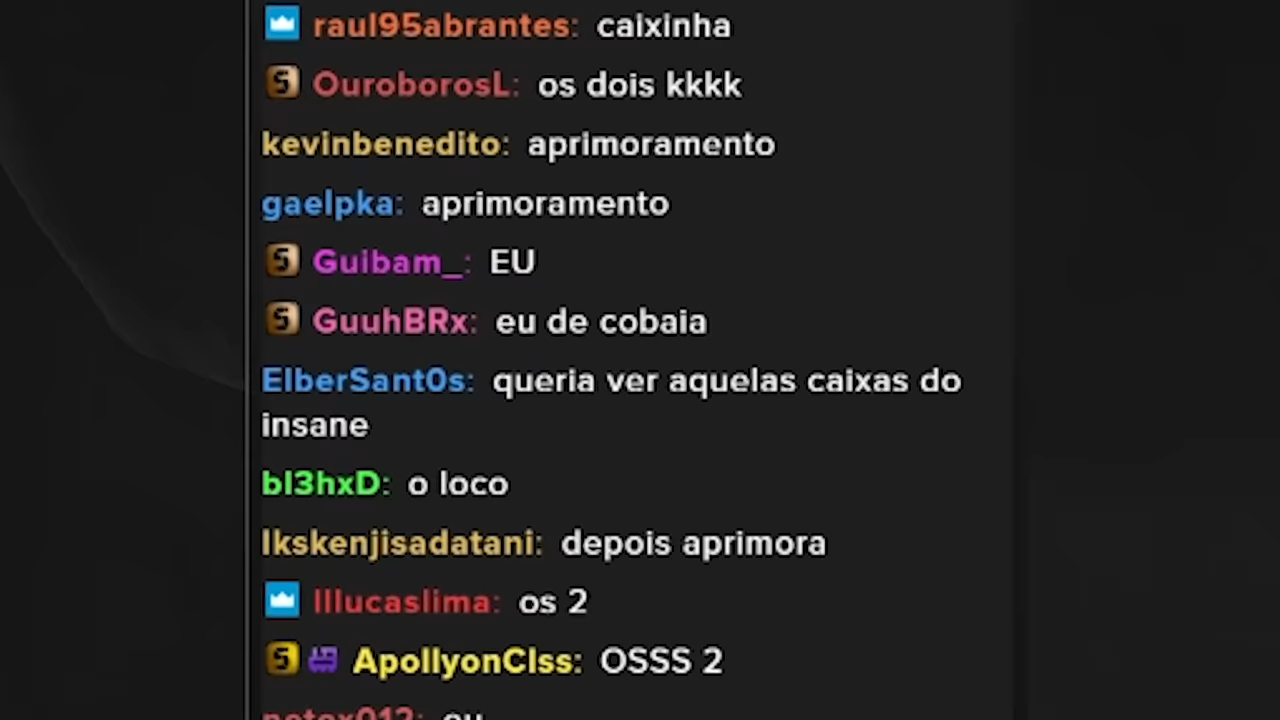 raul95abrantes: caixinha
OuroborosL: os dois kkkk
kevinbenedito: aprimoramento
gaelpka: aprimoramento
Guibam_: EU
GuuhBRx: eu de cobaia
ElberSant0s: queria ver aquelas caixas do
insane
bl3hxD: o loco
lkskenjisadatani: depois aprimora
lllucaslima: os 2
ApollyonClss: OSSS 2